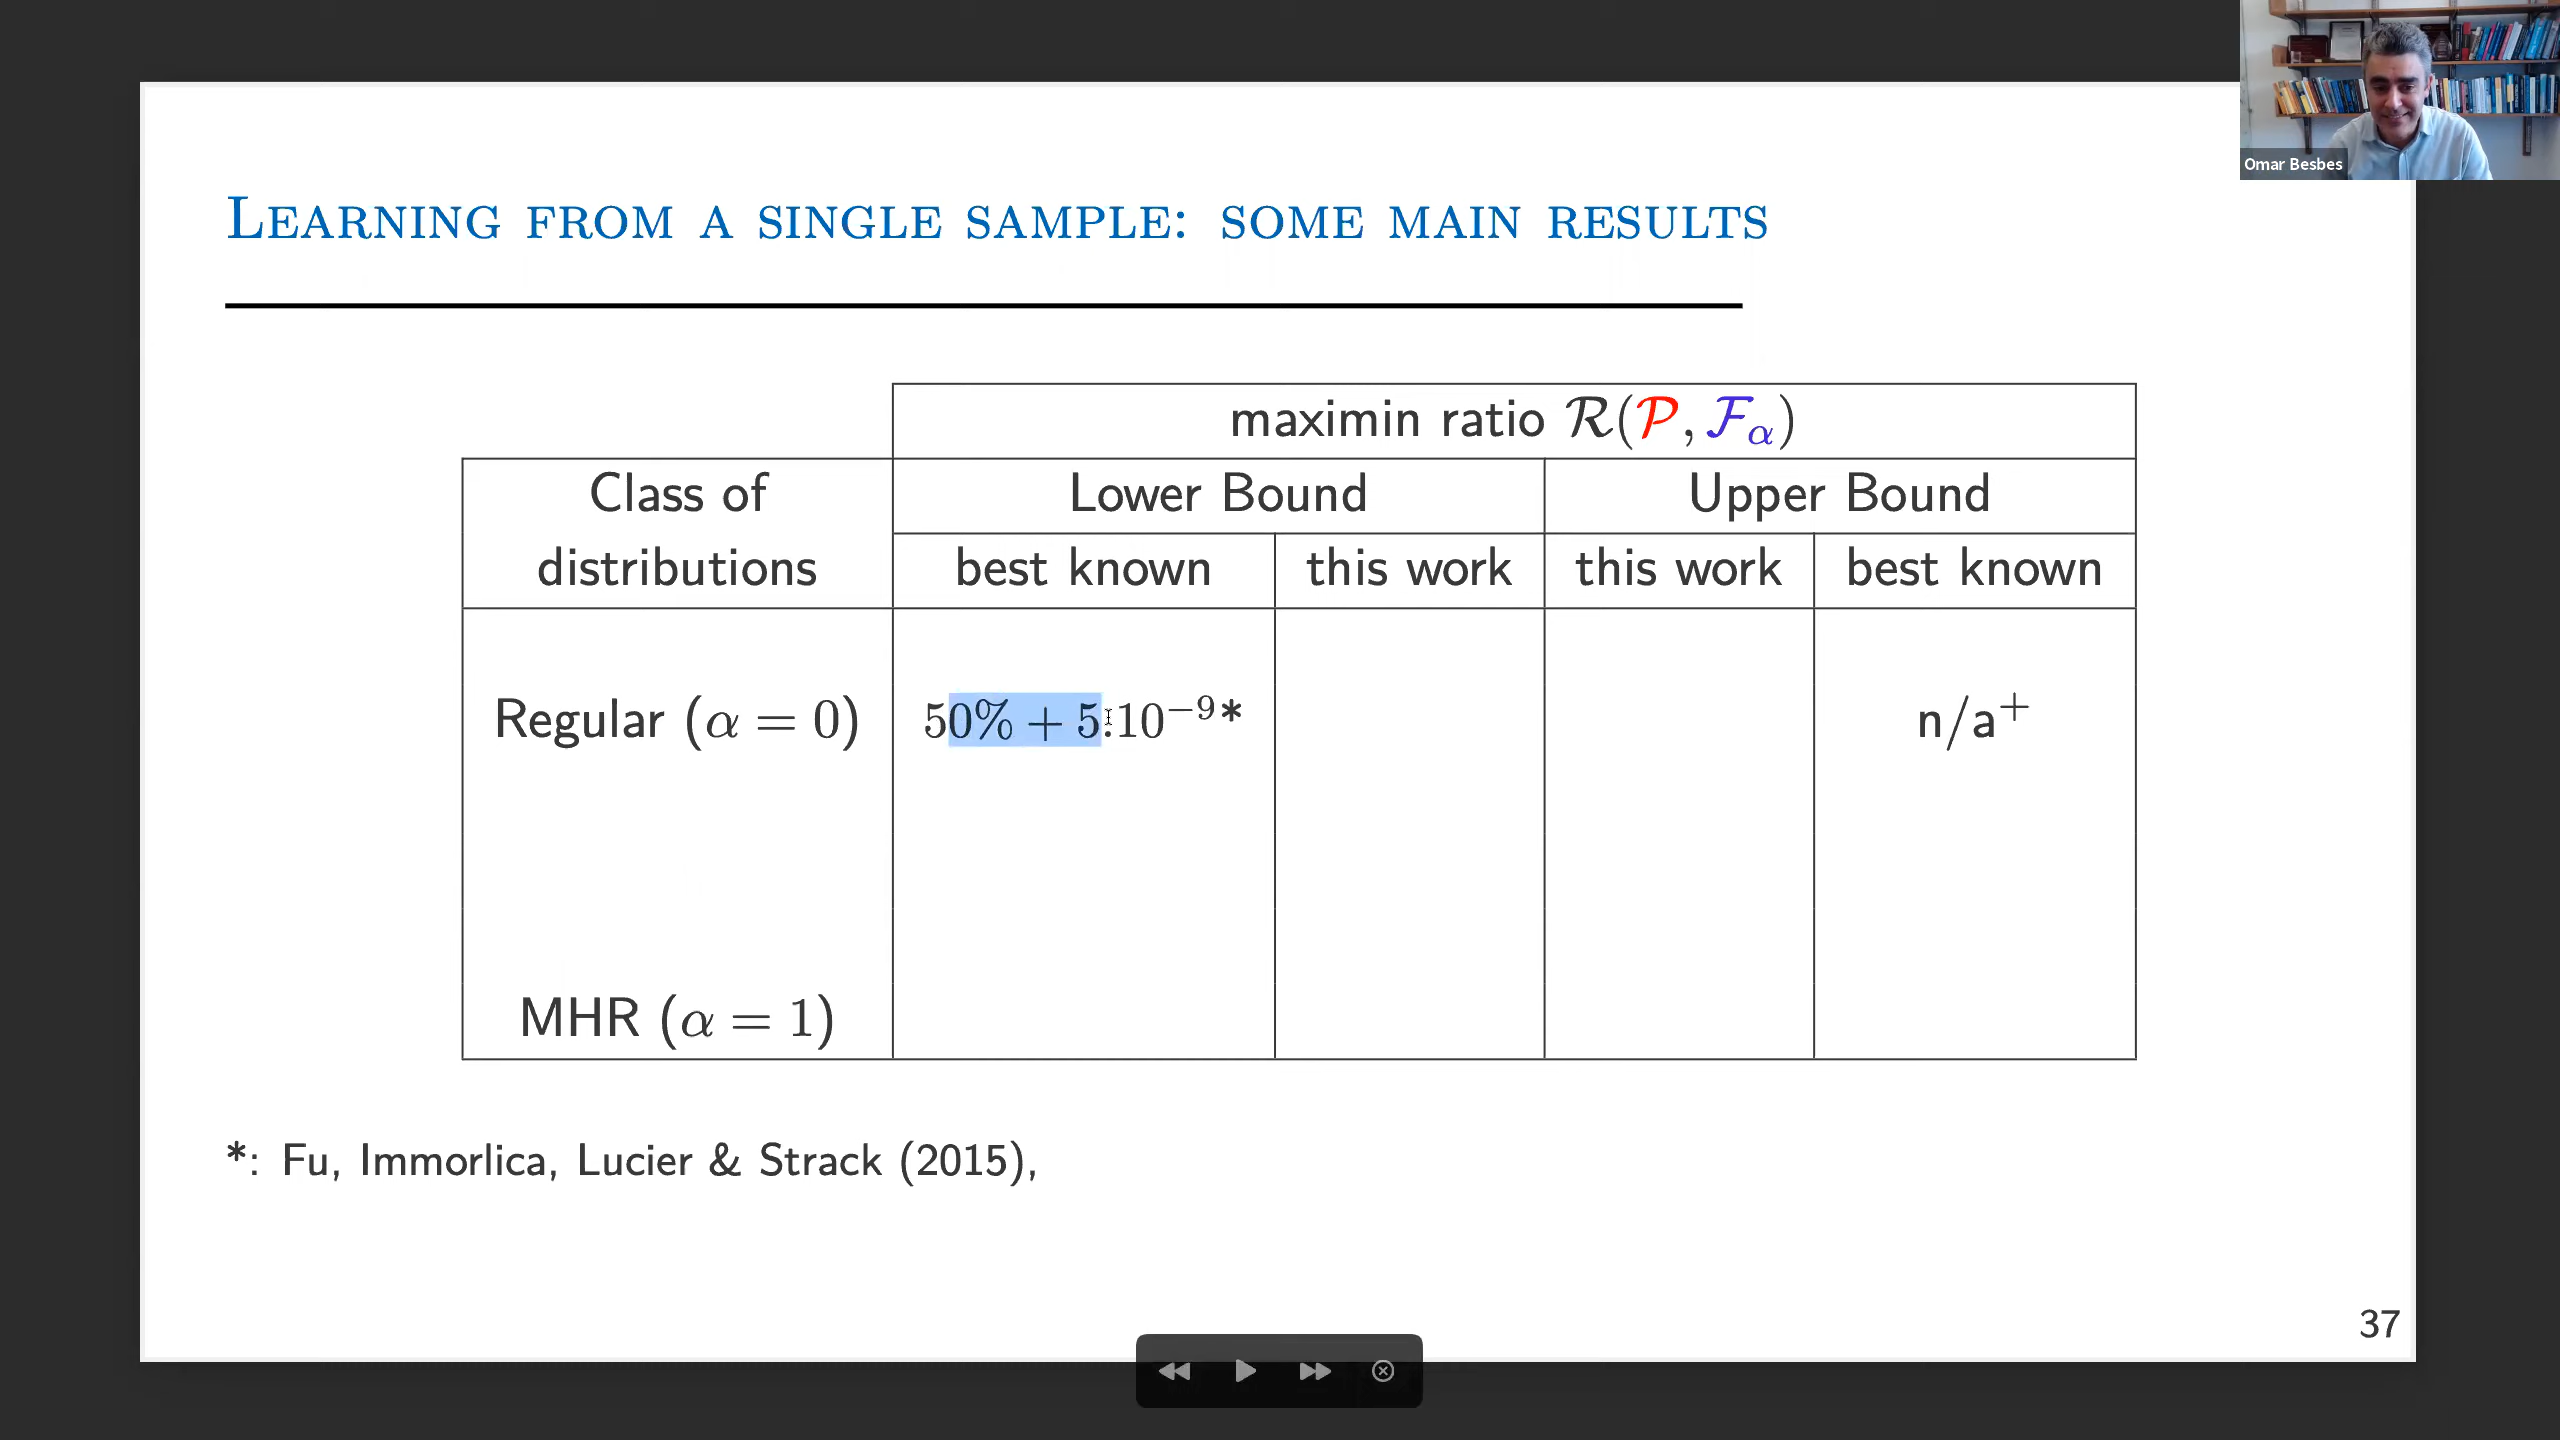 Omar Besbes
Learning from a single sample: some main results
maximin ratio R(P, Fα)
Class of distributions
Lower Bound
Upper Bound
best known
this work
this work
best known
Regular (α = 0)
50% + 5.10⁻⁹*
n/a⁺
MHR (α = 1)
*: Fu, Immorlica, Lucier & Strack (2015),
37